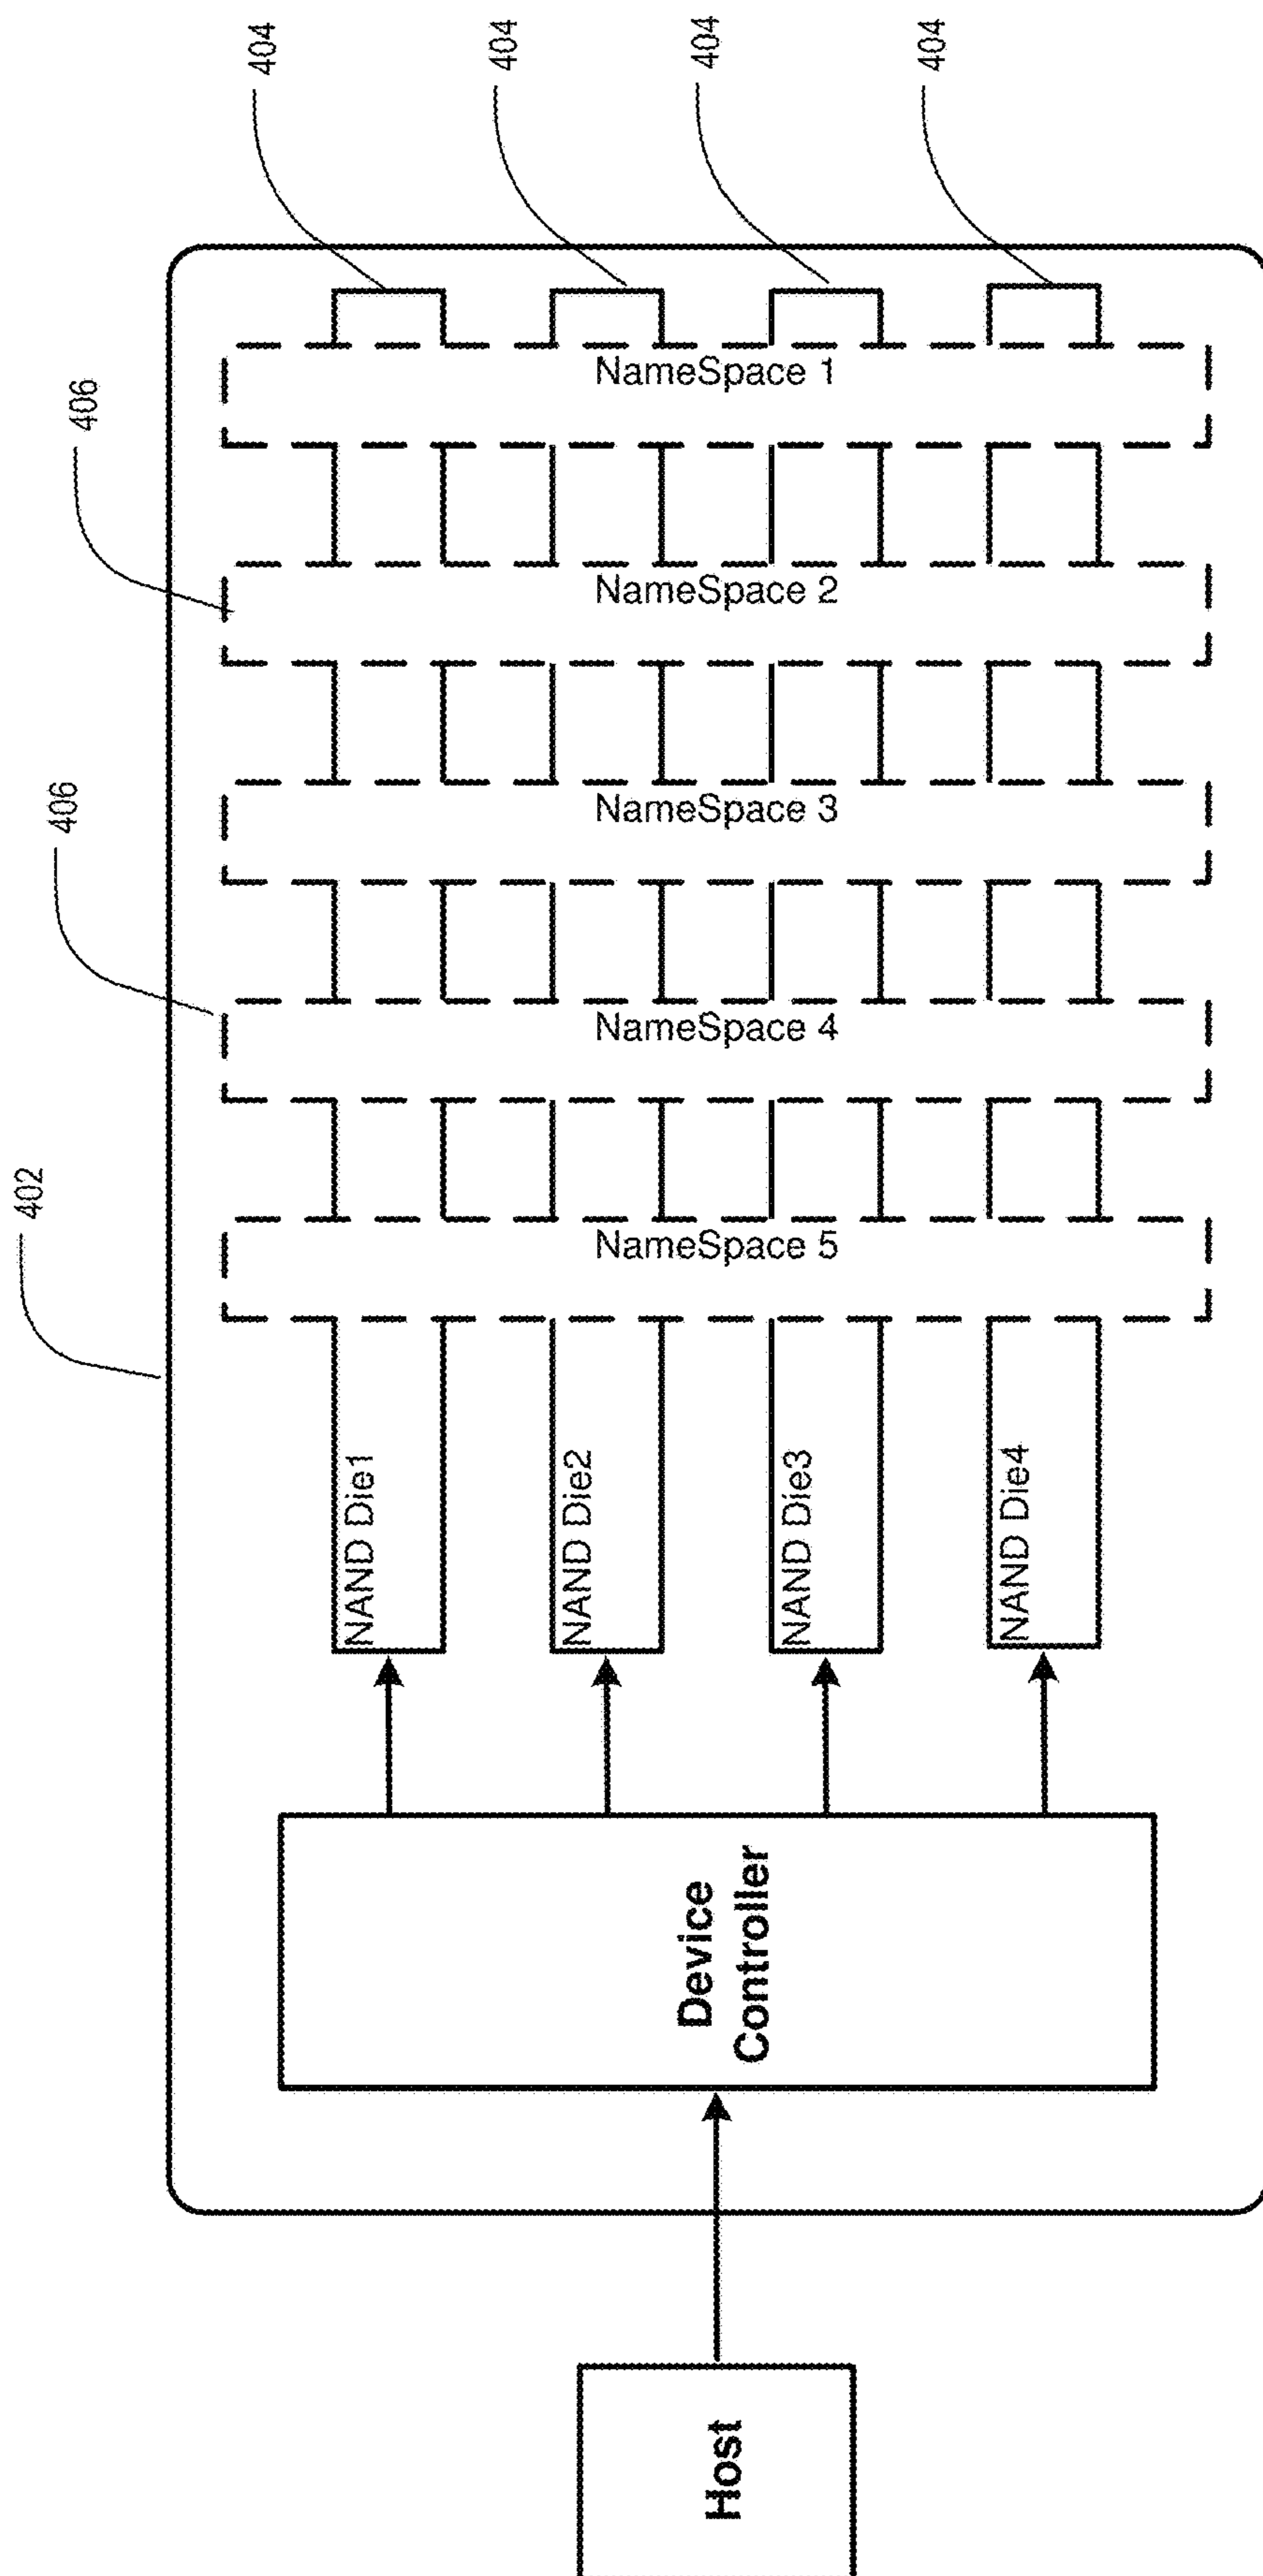 404
404
404
404
406
406
402
NameSpace 1
NameSpace 2
NameSpace 3
NameSpace 4
NameSpace 5
NAND Die1
NAND Die2
NAND Die3
NAND Die4
Device
Controller
Host